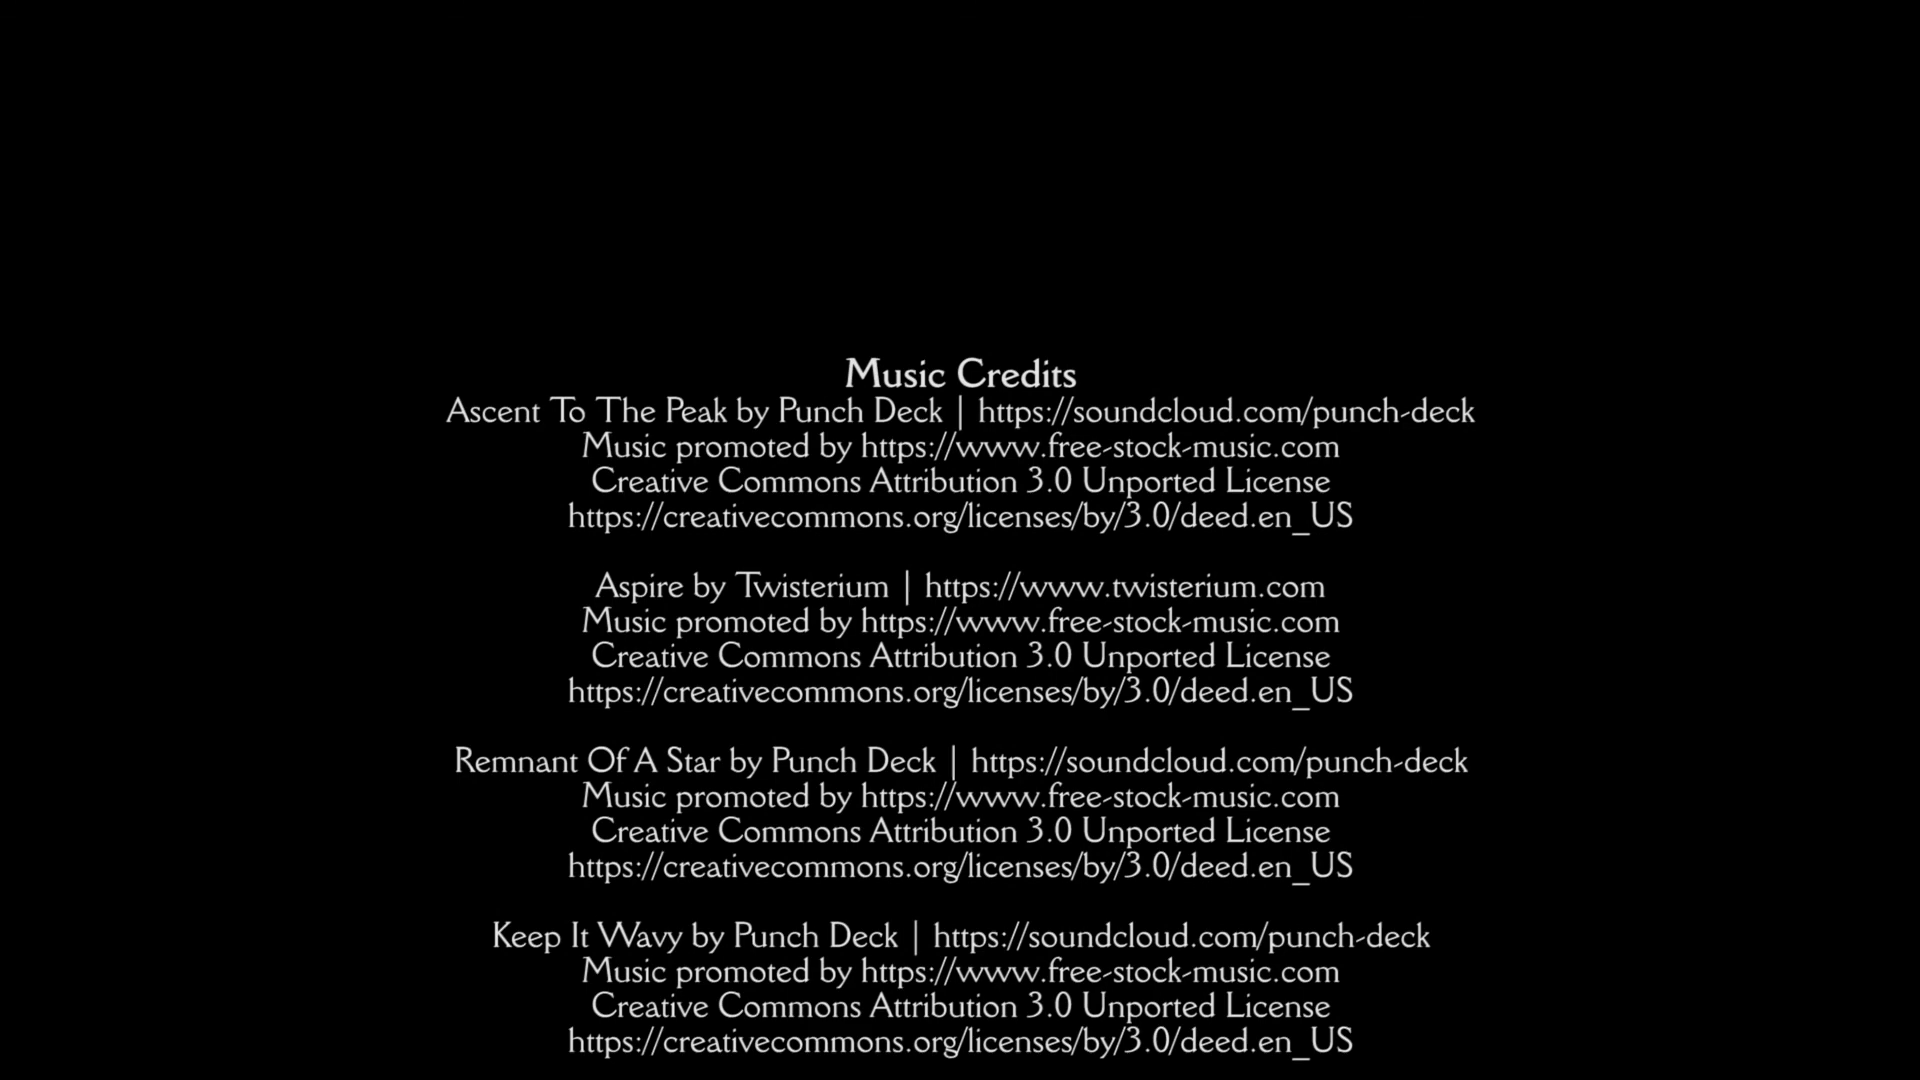 Music Credits
Ascent To The Peak by Punch Deck | https://soundcloud.com/punch-deck
Music promoted by https://www.free-stock-music.com
Creative Commons Attribution 3.0 Unported License
https://creativecommons.org/licenses/by/3.0/deed.en_US
Aspire by Twisterium | https://www.twisterium.com
Music promoted by https://www.free-stock-music.com
Creative Commons Attribution 3.0 Unported License
https://creativecommons.org/licenses/by/3.0/deed.en_US
Remnant Of A Star by Punch Deck | https://soundcloud.com/punch-deck
Music promoted by https://www.free-stock-music.com
Creative Commons Attribution 3.0 Unported License
https://creativecommons.org/licenses/by/3.0/deed.en_US
Keep It Wavy by Punch Deck | https://soundcloud.com/punch-deck
Music promoted by https://www.free-stock-music.com
Creative Commons Attribution 3.0 Unported License
https://creativecommons.org/licenses/by/3.0/deed.en_US